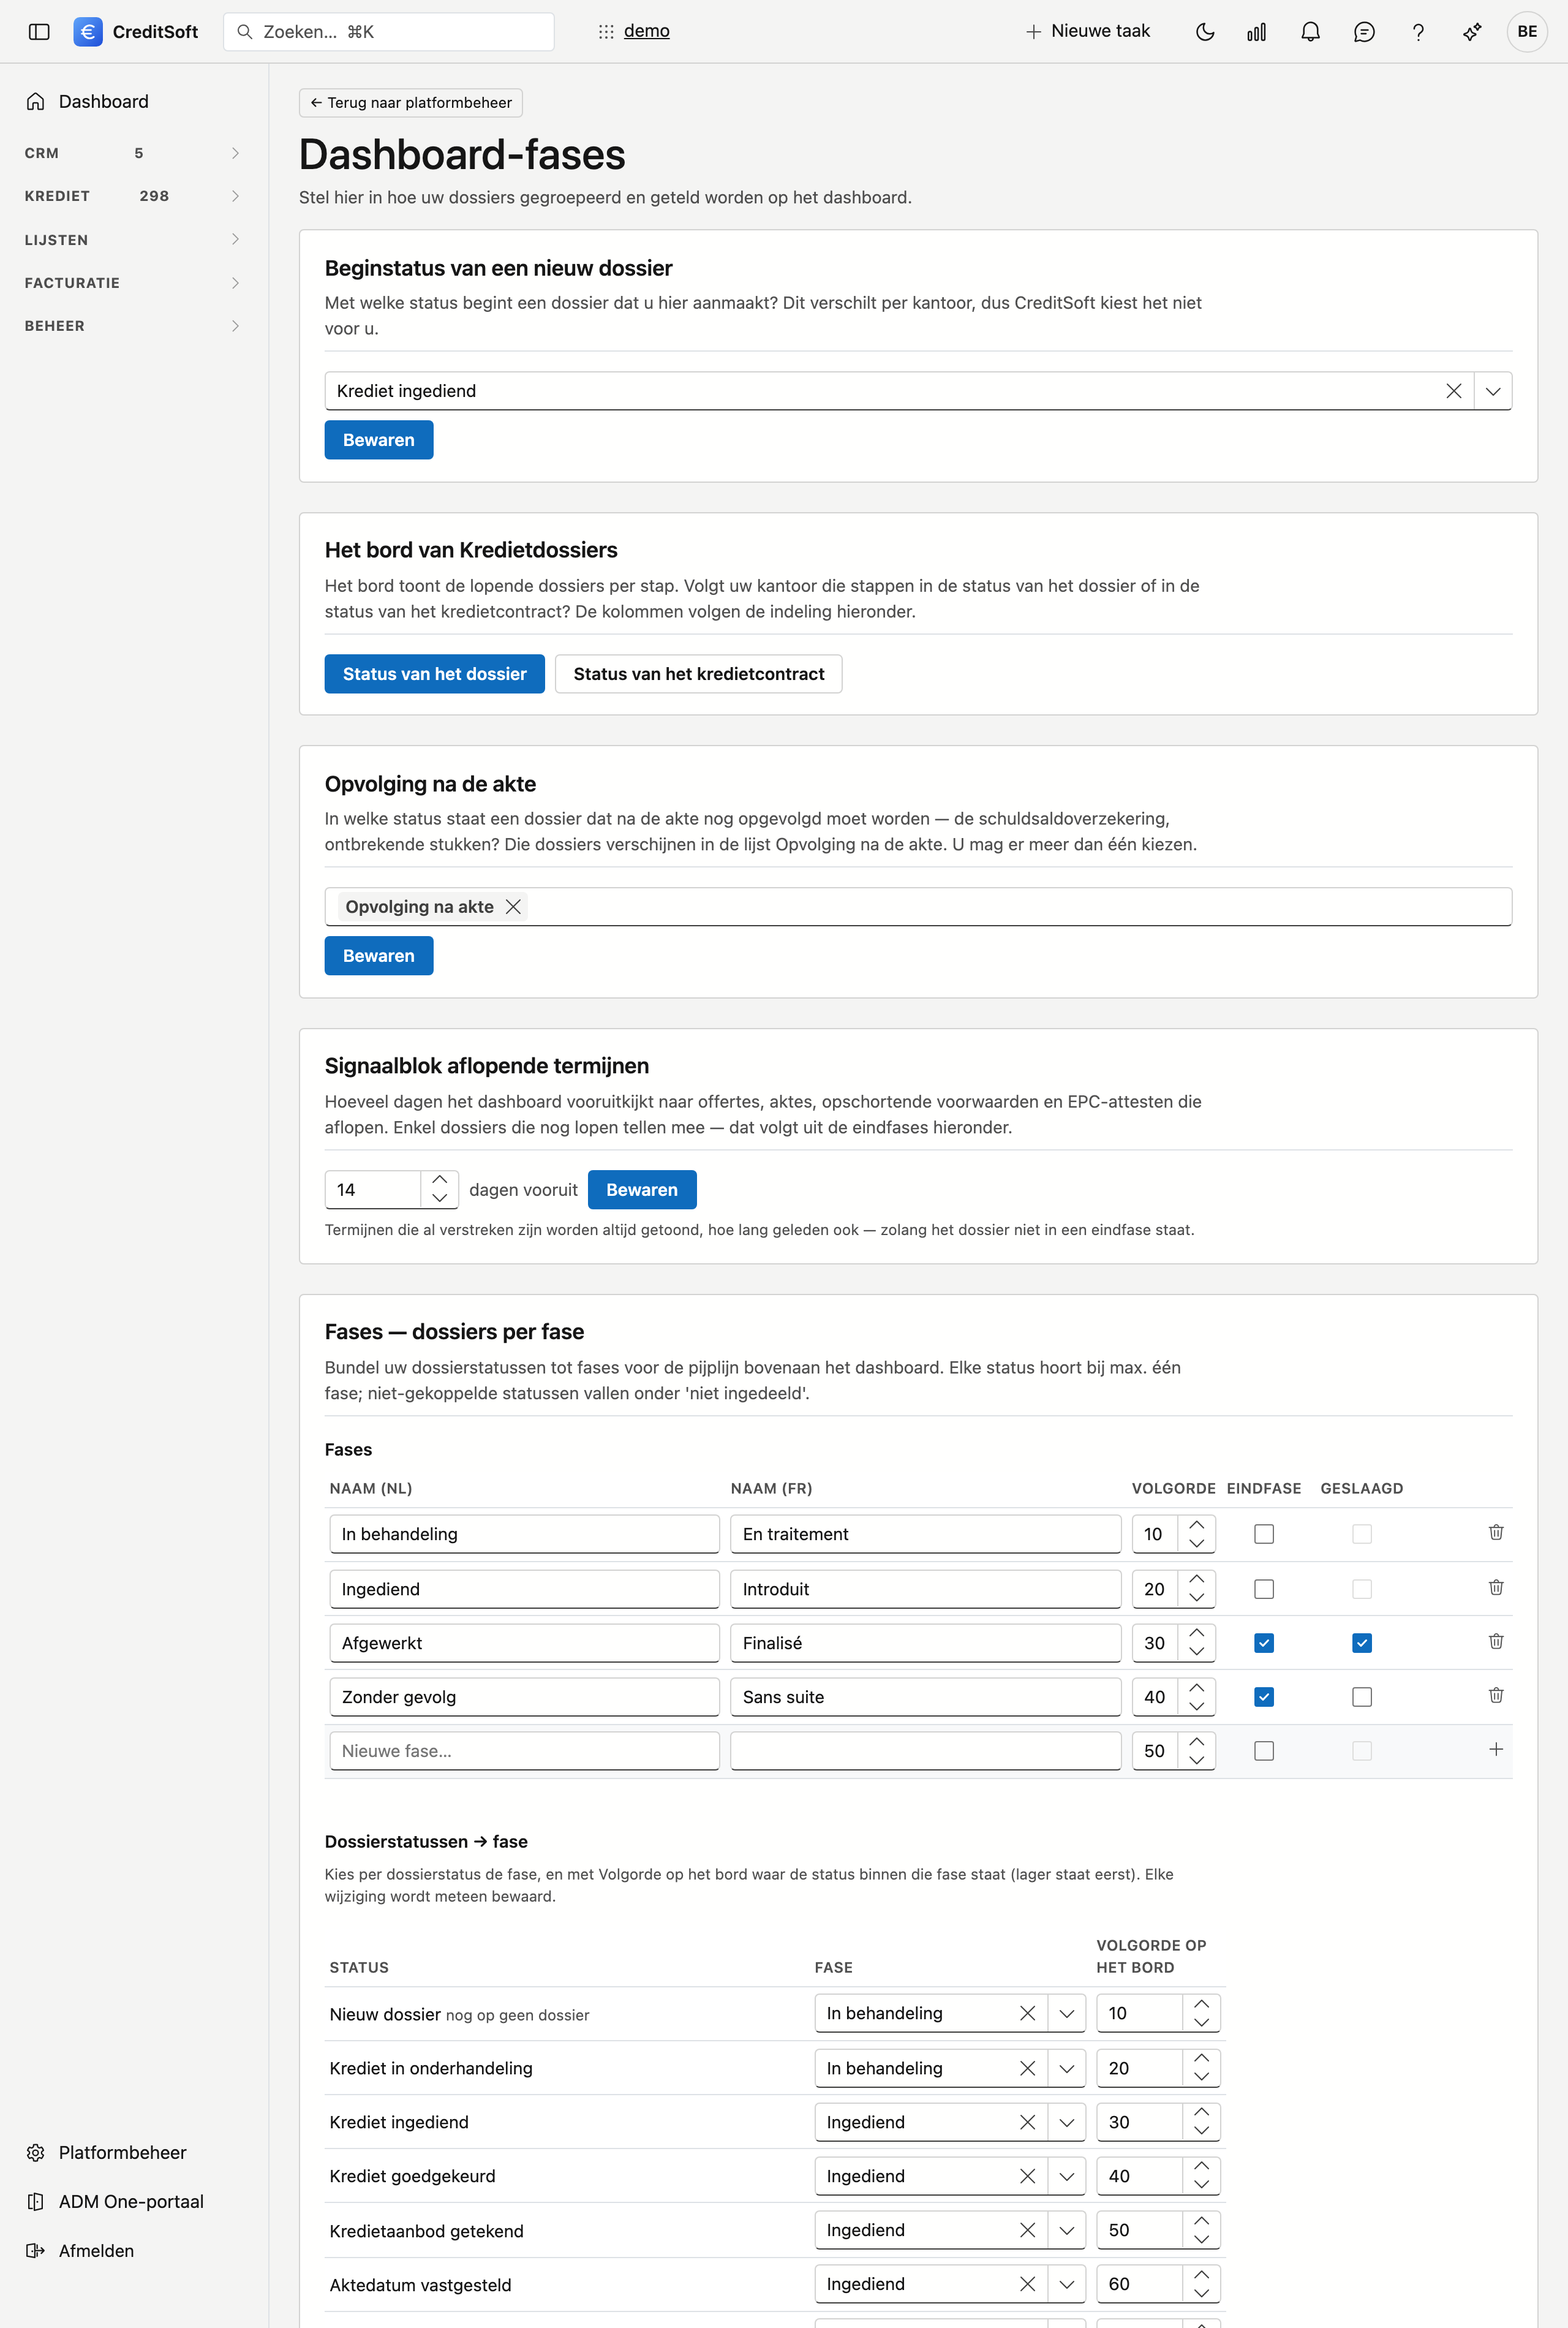 CreditSoft
Zoeken... ⌘K
demo
Nieuwe taak
BE
Dashboard
CRM 5
KREDIET 298
LIJSTEN
FACTURATIE
BEHEER
Platformbeheer
ADM One-portaal
Afmelden
← Terug naar platformbeheer
Dashboard-fases
Stel hier in hoe uw dossiers gegroepeerd en geteld worden op het dashboard.
Beginstatus van een nieuw dossier
Met welke status begint een dossier dat u hier aanmaakt? Dit verschilt per kantoor, dus CreditSoft kiest het niet
voor u.
Krediet ingediend
Bewaren
Het bord van Kredietdossiers
Het bord toont de lopende dossiers per stap. Volgt uw kantoor die stappen in de status van het dossier of in de
status van het kredietcontract? De kolommen volgen de indeling hieronder.
Status van het dossier Status van het kredietcontract
Opvolging na de akte
In welke status staat een dossier dat na de akte nog opgevolgd moet worden — de schuldsaldoverzekering,
ontbrekende stukken? Die dossiers verschijnen in de lijst Opvolging na de akte. U mag er meer dan één kiezen.
Opvolging na akte
Bewaren
Signaalblok aflopende termijnen
Hoeveel dagen het dashboard vooruitkijkt naar offertes, aktes, opschortende voorwaarden en EPC-attesten die
aflopen. Enkel dossiers die nog lopen tellen mee — dat volgt uit de eindfases hieronder.
14 dagen vooruit Bewaren
Termijnen die al verstreken zijn worden altijd getoond, hoe lang geleden ook — zolang het dossier niet in een eindfase staat.
Fases — dossiers per fase
Bundel uw dossierstatussen tot fases voor de pijplijn bovenaan het dashboard. Elke status hoort bij max. één
fase; niet-gekoppelde statussen vallen onder 'niet ingedeeld'.
Fases
NAAM (NL) NAAM (FR) VOLGORDE EINDFASE GESLAAGD
In behandeling En traitement 10
Ingediend Introduit 20
Afgewerkt Finalisé 30
Zonder gevolg Sans suite 40
Nieuwe fase... 50
Dossierstatussen → fase
Kies per dossierstatus de fase, en met Volgorde op het bord waar de status binnen die fase staat (lager staat eerst). Elke
wijziging wordt meteen bewaard.
STATUS FASE VOLGORDE OP
HET BORD
Nieuw dossier nog op geen dossier In behandeling 10
Krediet in onderhandeling In behandeling 20
Krediet ingediend Ingediend 30
Krediet goedgekeurd Ingediend 40
Kredietaanbod getekend Ingediend 50
Aktedatum vastgesteld Ingediend 60